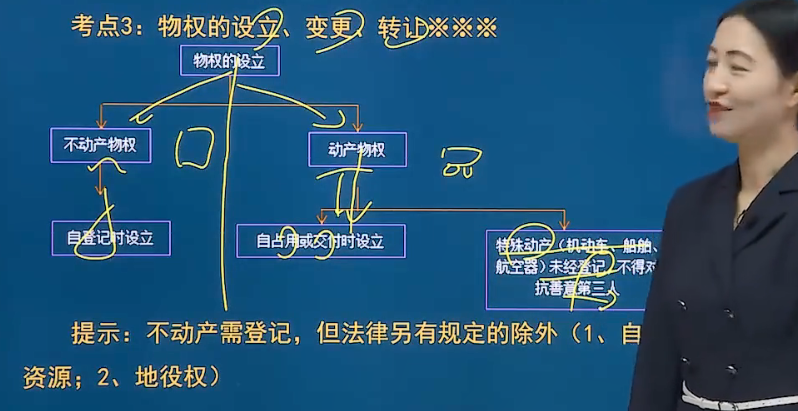 考点3：物权的设立、变更、转让※※※
物权的设立
不动产物权
动产物权
自登记时设立
自占用或交付时设立
特殊动产（机动车、船舶、
航空器）未经登记，不得对
抗善意第三人
提示：不动产需登记，但法律另有规定的除外（1、自
资源；2、地役权）